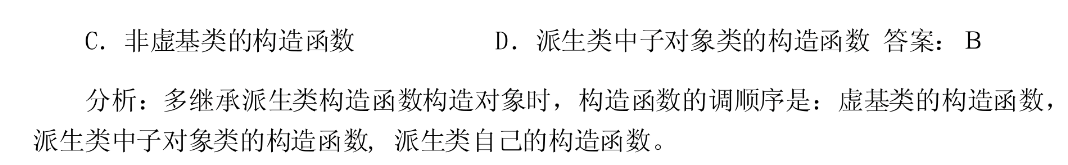 C. 非虚基类的构造函数 D. 派生类中子对象类的构造函数 答案: B
分析：多继承派生类构造函数构造对象时，构造函数的调顺序是：虚基类的构造函数，
派生类中子对象类的构造函数, 派生类自己的构造函数。